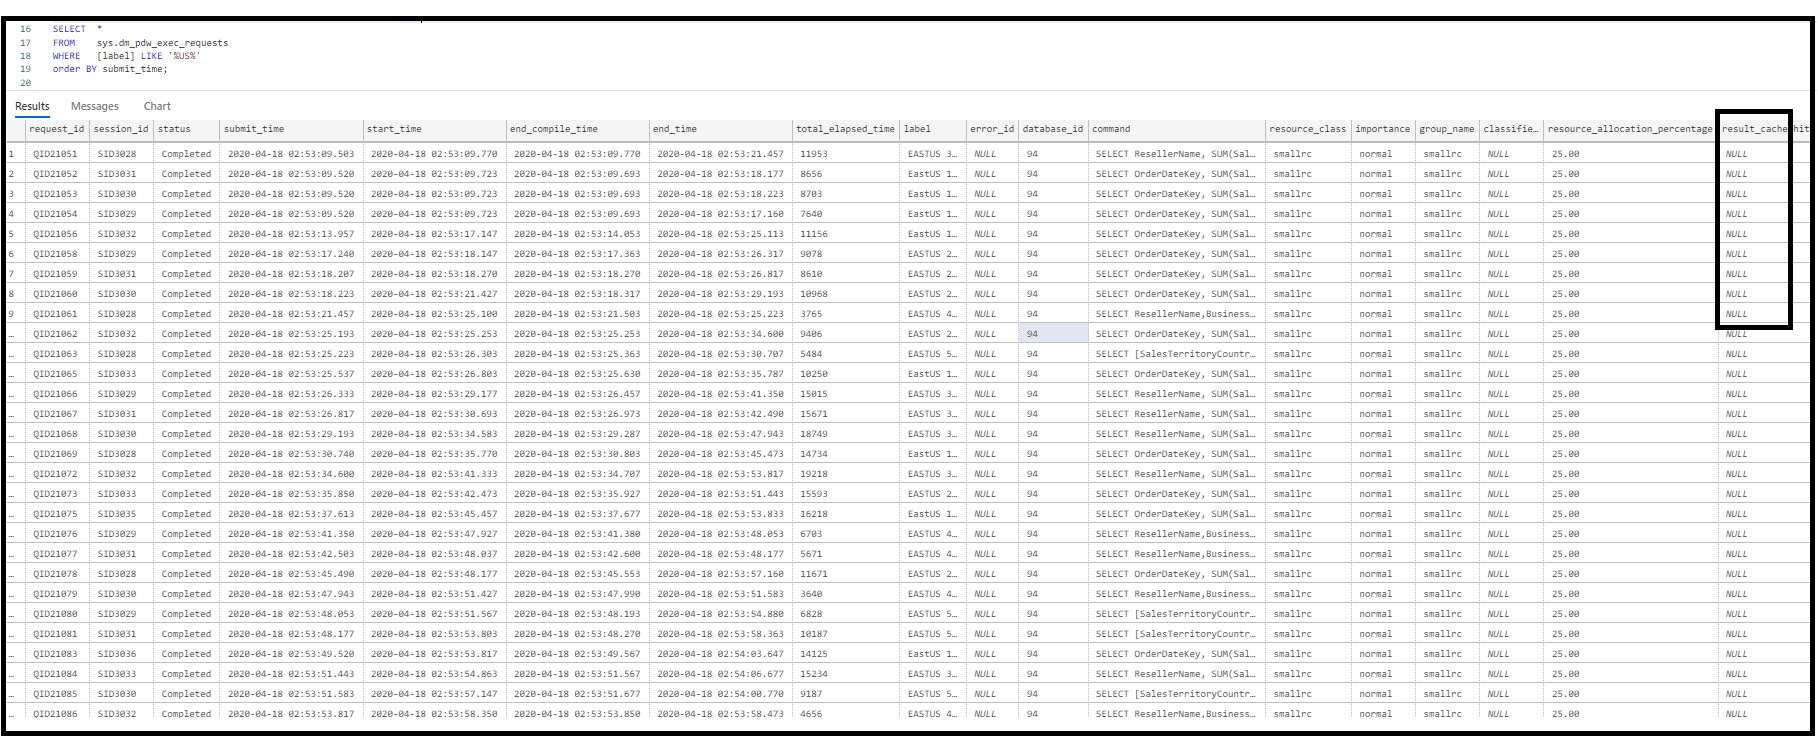 16 SELECT *
17 FROM sys.dm_pdw_exec_requests
18 WHERE [label] LIKE '%US%'
19 order BY submit_time;
20
Results Messages Chart
request_id session_id status submit_time start_time end_compile_time end_time total_elapsed_time label error_id database_id command resource_class importance group_name classifie… resource_allocation_percentage result_cache hit
1 QID21051 SID3028 Completed 2020-04-18 02:53:09.503 2020-04-18 02:53:09.770 2020-04-18 02:53:09.770 2020-04-18 02:53:21.457 11953 EASTUS 3… NULL 94 SELECT ResellerName, SUM(Sal… smallrc normal smallrc NULL 25.00 NULL
2 QID21052 SID3031 Completed 2020-04-18 02:53:09.520 2020-04-18 02:53:09.723 2020-04-18 02:53:09.693 2020-04-18 02:53:18.177 8656 EastUS 1… NULL 94 SELECT OrderDateKey, SUM(Sal… smallrc normal smallrc NULL 25.00 NULL
3 QID21053 SID3030 Completed 2020-04-18 02:53:09.520 2020-04-18 02:53:09.723 2020-04-18 02:53:09.693 2020-04-18 02:53:18.223 8703 EastUS 1… NULL 94 SELECT OrderDateKey, SUM(Sal… smallrc normal smallrc NULL 25.00 NULL
4 QID21054 SID3029 Completed 2020-04-18 02:53:09.520 2020-04-18 02:53:09.723 2020-04-18 02:53:09.693 2020-04-18 02:53:17.160 7640 EastUS 1… NULL 94 SELECT OrderDateKey, SUM(Sal… smallrc normal smallrc NULL 25.00 NULL
5 QID21056 SID3032 Completed 2020-04-18 02:53:13.957 2020-04-18 02:53:17.147 2020-04-18 02:53:14.053 2020-04-18 02:53:25.113 11156 EastUS 1… NULL 94 SELECT OrderDateKey, SUM(Sal… smallrc normal smallrc NULL 25.00 NULL
6 QID21058 SID3029 Completed 2020-04-18 02:53:17.240 2020-04-18 02:53:18.147 2020-04-18 02:53:17.363 2020-04-18 02:53:26.317 9078 EASTUS 2… NULL 94 SELECT OrderDateKey, SUM(Sal… smallrc normal smallrc NULL 25.00 NULL
7 QID21059 SID3031 Completed 2020-04-18 02:53:18.207 2020-04-18 02:53:18.270 2020-04-18 02:53:18.270 2020-04-18 02:53:26.817 8610 EASTUS 2… NULL 94 SELECT OrderDateKey, SUM(Sal… smallrc normal smallrc NULL 25.00 NULL
8 QID21060 SID3030 Completed 2020-04-18 02:53:18.223 2020-04-18 02:53:21.427 2020-04-18 02:53:18.317 2020-04-18 02:53:29.193 10968 EASTUS 2… NULL 94 SELECT OrderDateKey, SUM(Sal… smallrc normal smallrc NULL 25.00 NULL
9 QID21061 SID3028 Completed 2020-04-18 02:53:21.457 2020-04-18 02:53:25.100 2020-04-18 02:53:21.503 2020-04-18 02:53:25.223 3765 EASTUS 4… NULL 94 SELECT ResellerName,Business… smallrc normal smallrc NULL 25.00 NULL
… QID21062 SID3032 Completed 2020-04-18 02:53:25.193 2020-04-18 02:53:25.253 2020-04-18 02:53:25.253 2020-04-18 02:53:34.600 9406 EASTUS 2… NULL 94 SELECT OrderDateKey, SUM(Sal… smallrc normal smallrc NULL 25.00 NULL
… QID21063 SID3028 Completed 2020-04-18 02:53:25.223 2020-04-18 02:53:26.303 2020-04-18 02:53:25.363 2020-04-18 02:53:30.707 5484 EASTUS 5… NULL 94 SELECT [SalesTerritoryCountr… smallrc normal smallrc NULL 25.00 NULL
… QID21065 SID3033 Completed 2020-04-18 02:53:25.537 2020-04-18 02:53:26.803 2020-04-18 02:53:25.630 2020-04-18 02:53:35.787 10250 EastUS 1… NULL 94 SELECT OrderDateKey, SUM(Sal… smallrc normal smallrc NULL 25.00 NULL
… QID21066 SID3029 Completed 2020-04-18 02:53:26.333 2020-04-18 02:53:29.177 2020-04-18 02:53:26.457 2020-04-18 02:53:41.350 15015 EASTUS 3… NULL 94 SELECT ResellerName, SUM(Sal… smallrc normal smallrc NULL 25.00 NULL
… QID21067 SID3031 Completed 2020-04-18 02:53:26.817 2020-04-18 02:53:30.693 2020-04-18 02:53:26.973 2020-04-18 02:53:42.490 15671 EASTUS 3… NULL 94 SELECT ResellerName, SUM(Sal… smallrc normal smallrc NULL 25.00 NULL
… QID21068 SID3030 Completed 2020-04-18 02:53:29.193 2020-04-18 02:53:34.583 2020-04-18 02:53:29.287 2020-04-18 02:53:47.943 18749 EASTUS 3… NULL 94 SELECT ResellerName, SUM(Sal… smallrc normal smallrc NULL 25.00 NULL
… QID21069 SID3028 Completed 2020-04-18 02:53:30.740 2020-04-18 02:53:35.770 2020-04-18 02:53:30.803 2020-04-18 02:53:45.473 14734 EastUS 1… NULL 94 SELECT OrderDateKey, SUM(Sal… smallrc normal smallrc NULL 25.00 NULL
… QID21072 SID3032 Completed 2020-04-18 02:53:34.600 2020-04-18 02:53:41.333 2020-04-18 02:53:34.707 2020-04-18 02:53:53.817 19218 EASTUS 3… NULL 94 SELECT ResellerName, SUM(Sal… smallrc normal smallrc NULL 25.00 NULL
… QID21073 SID3033 Completed 2020-04-18 02:53:35.850 2020-04-18 02:53:42.473 2020-04-18 02:53:35.927 2020-04-18 02:53:51.443 15593 EASTUS 2… NULL 94 SELECT OrderDateKey, SUM(Sal… smallrc normal smallrc NULL 25.00 NULL
… QID21075 SID3035 Completed 2020-04-18 02:53:37.613 2020-04-18 02:53:45.457 2020-04-18 02:53:37.677 2020-04-18 02:53:53.833 16218 EastUS 1… NULL 94 SELECT OrderDateKey, SUM(Sal… smallrc normal smallrc NULL 25.00 NULL
… QID21076 SID3029 Completed 2020-04-18 02:53:41.350 2020-04-18 02:53:47.927 2020-04-18 02:53:41.380 2020-04-18 02:53:48.053 6703 EASTUS 4… NULL 94 SELECT ResellerName,Business… smallrc normal smallrc NULL 25.00 NULL
… QID21077 SID3031 Completed 2020-04-18 02:53:42.503 2020-04-18 02:53:48.037 2020-04-18 02:53:42.600 2020-04-18 02:53:48.177 5671 EASTUS 4… NULL 94 SELECT ResellerName,Business… smallrc normal smallrc NULL 25.00 NULL
… QID21078 SID3028 Completed 2020-04-18 02:53:45.490 2020-04-18 02:53:48.177 2020-04-18 02:53:45.553 2020-04-18 02:53:57.160 11671 EASTUS 2… NULL 94 SELECT OrderDateKey, SUM(Sal… smallrc normal smallrc NULL 25.00 NULL
… QID21079 SID3030 Completed 2020-04-18 02:53:47.943 2020-04-18 02:53:51.427 2020-04-18 02:53:47.990 2020-04-18 02:53:51.583 3640 EASTUS 4… NULL 94 SELECT ResellerName,Business… smallrc normal smallrc NULL 25.00 NULL
… QID21080 SID3029 Completed 2020-04-18 02:53:48.053 2020-04-18 02:53:51.567 2020-04-18 02:53:48.193 2020-04-18 02:53:54.880 6828 EASTUS 5… NULL 94 SELECT [SalesTerritoryCountr… smallrc normal smallrc NULL 25.00 NULL
… QID21081 SID3031 Completed 2020-04-18 02:53:48.177 2020-04-18 02:53:53.803 2020-04-18 02:53:48.270 2020-04-18 02:53:58.363 10187 EASTUS 5… NULL 94 SELECT [SalesTerritoryCountr… smallrc normal smallrc NULL 25.00 NULL
… QID21083 SID3036 Completed 2020-04-18 02:53:49.520 2020-04-18 02:53:53.817 2020-04-18 02:53:49.567 2020-04-18 02:54:03.647 14125 EastUS 1… NULL 94 SELECT OrderDateKey, SUM(Sal… smallrc normal smallrc NULL 25.00 NULL
… QID21084 SID3033 Completed 2020-04-18 02:53:51.443 2020-04-18 02:53:54.863 2020-04-18 02:53:51.567 2020-04-18 02:54:06.677 15234 EASTUS 3… NULL 94 SELECT ResellerName, SUM(Sal… smallrc normal smallrc NULL 25.00 NULL
… QID21085 SID3030 Completed 2020-04-18 02:53:51.583 2020-04-18 02:53:57.147 2020-04-18 02:53:51.677 2020-04-18 02:54:00.770 9187 EASTUS 5… NULL 94 SELECT [SalesTerritoryCountr… smallrc normal smallrc NULL 25.00 NULL
… QID21086 SID3032 Completed 2020-04-18 02:53:53.817 2020-04-18 02:53:58.350 2020-04-18 02:53:53.850 2020-04-18 02:53:58.473 4656 EASTUS 4… NULL 94 SELECT ResellerName,Business… smallrc normal smallrc NULL 25.00 NULL